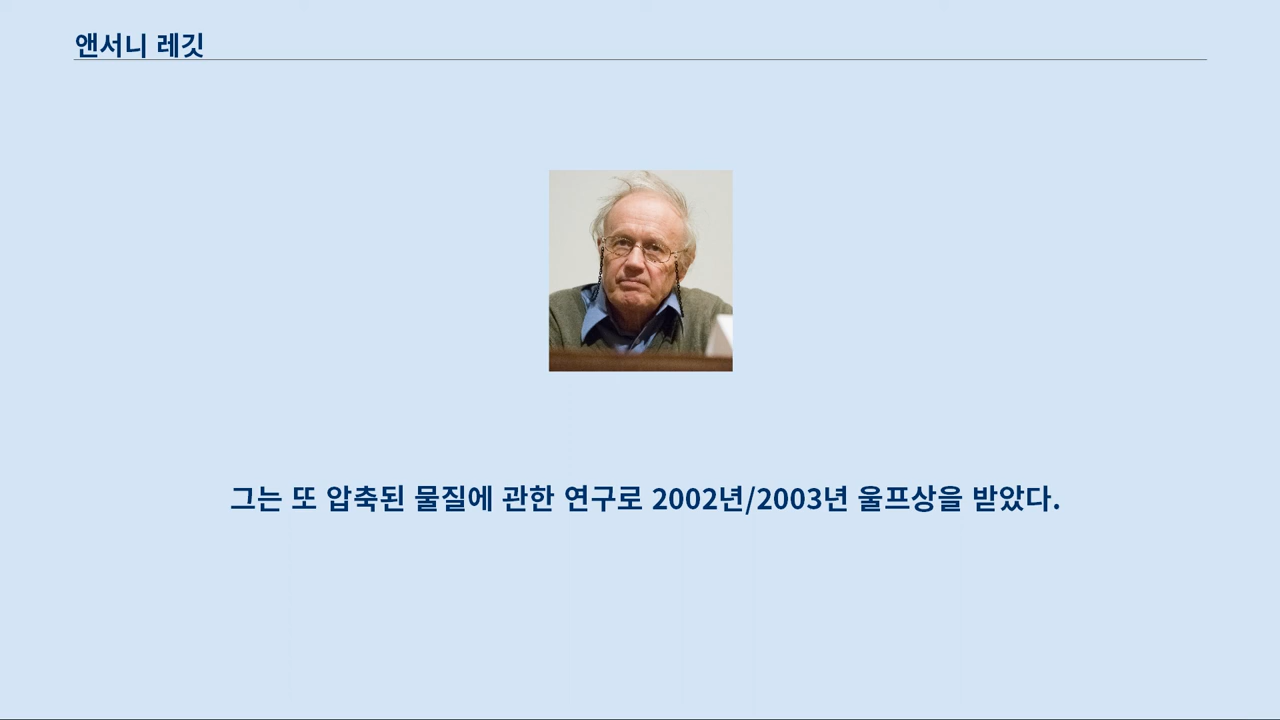 앤서니 레깃
그는 또 압축된 물질에 관한 연구로 2002년/2003년 울프상을 받았다.